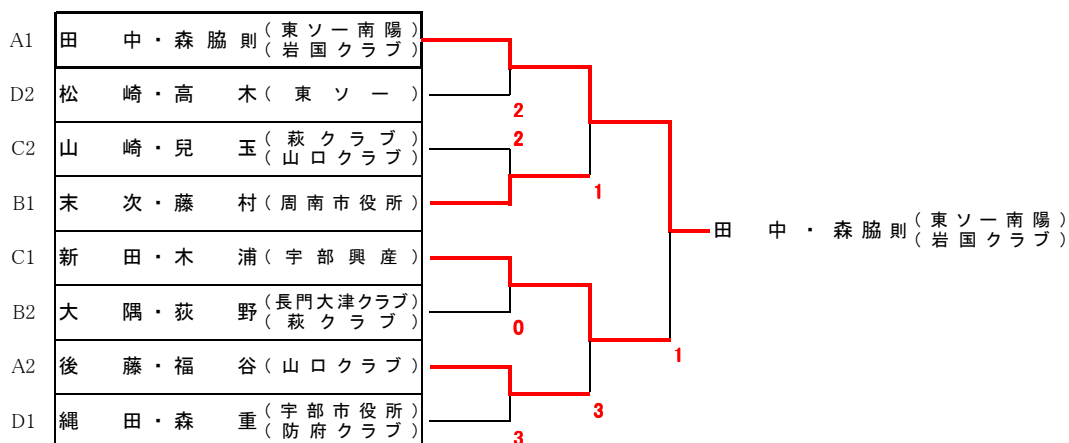 A1 田 中・森 脇 則 (東ソー南陽)
(岩国クラブ)
D2 松 崎・高 木 (東ソー)
2
C2 山 崎・兒 玉 (萩クラブ)
(山口クラブ)
2
B1 末 次・藤 村 (周南市役所)
1
田 中 ・ 森脇則 (東ソー南陽)
(岩国クラブ)
C1 新 田・木 浦 (宇部興産)
B2 大 隅・荻 野 (長門大津クラブ)
(萩クラブ)
0
1
A2 後 藤・福 谷 (山口クラブ)
3
D1 縄 田・森 重 (宇部市役所)
(防府クラブ)
3